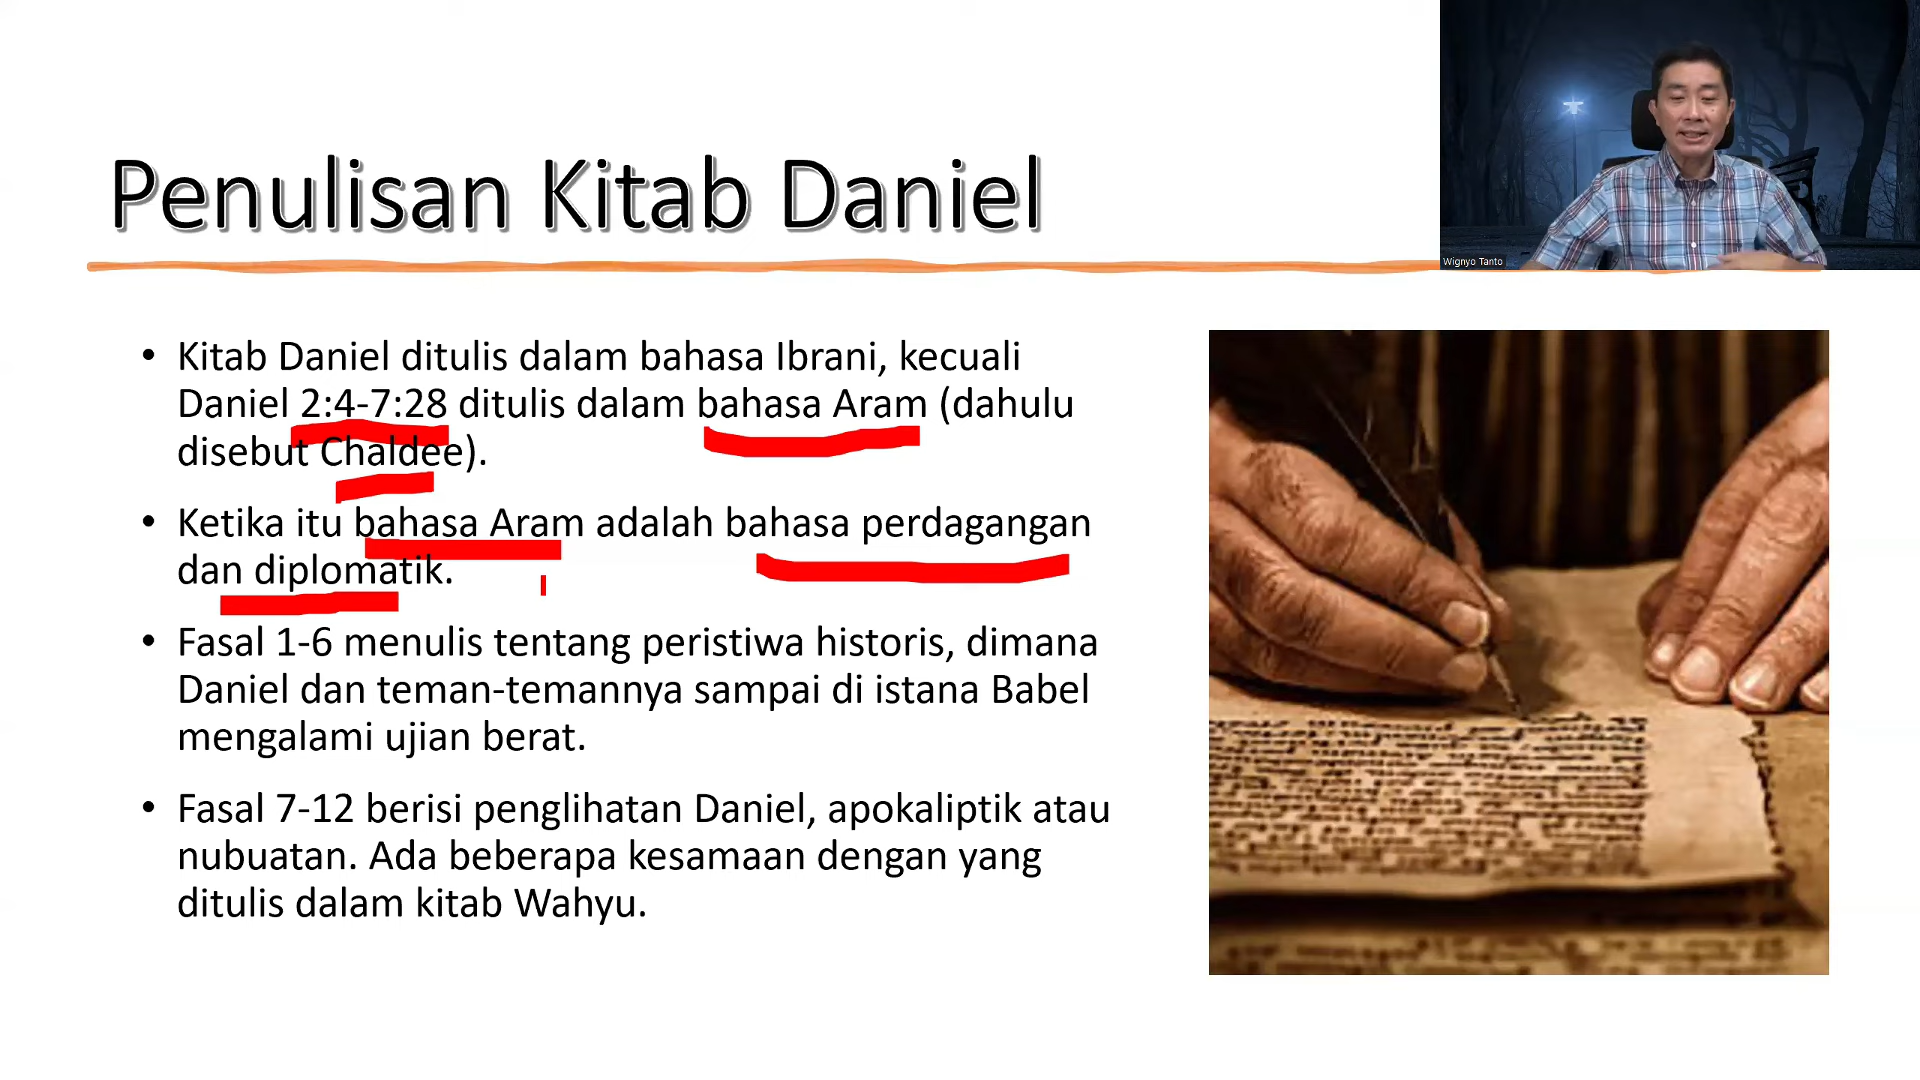 Penulisan Kitab Daniel
Wignyo Tanto
• Kitab Daniel ditulis dalam bahasa Ibrani, kecuali
Daniel 2:4-7:28 ditulis dalam bahasa Aram (dahulu
disebut Chaldee).
• Ketika itu bahasa Aram adalah bahasa perdagangan
dan diplomatik.
• Fasal 1-6 menulis tentang peristiwa historis, dimana
Daniel dan teman-temannya sampai di istana Babel
mengalami ujian berat.
• Fasal 7-12 berisi penglihatan Daniel, apokaliptik atau
nubuatan. Ada beberapa kesamaan dengan yang
ditulis dalam kitab Wahyu.